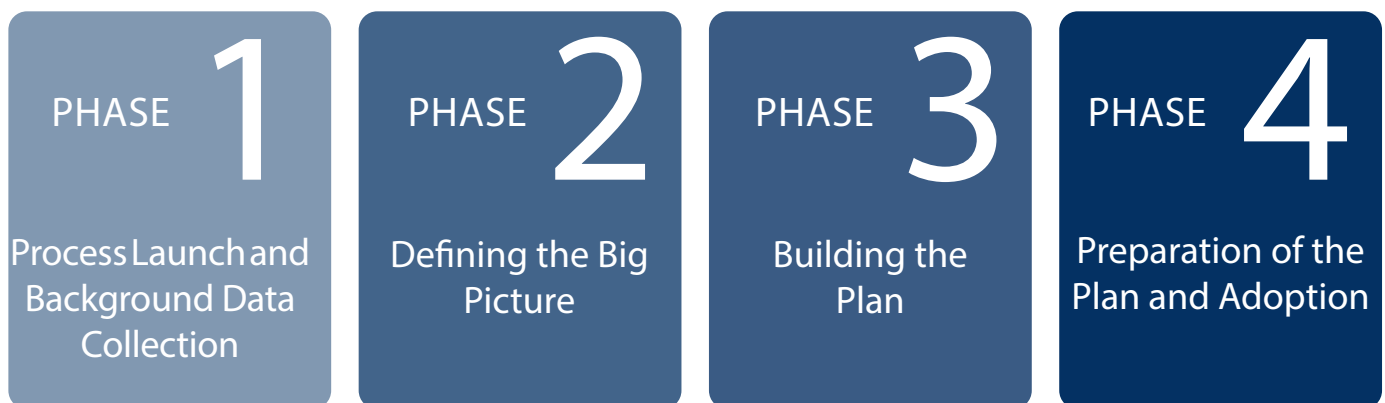 PHASE 1
Process Launch and
Background Data
Collection
PHASE 2
Defining the Big
Picture
PHASE 3
Building the
Plan
PHASE 4
Preparation of the
Plan and Adoption